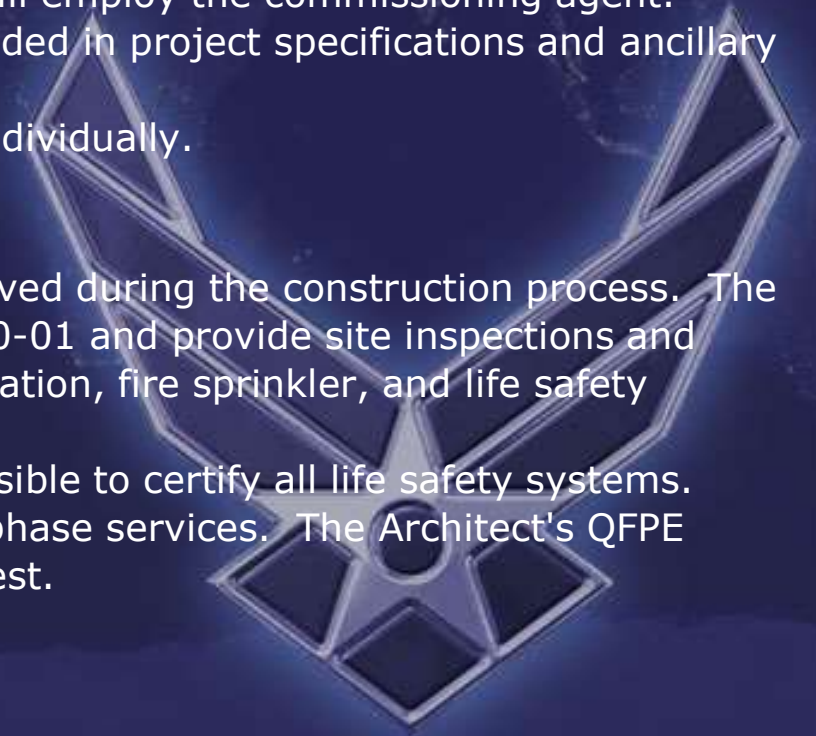 employ the commissioning agent.
ded in project specifications and ancillary
dividually.
ved during the construction process.  The
0-01 and provide site inspections and
ation, fire sprinkler, and life safety
sible to certify all life safety systems.
phase services.  The Architect's QFPE
est.